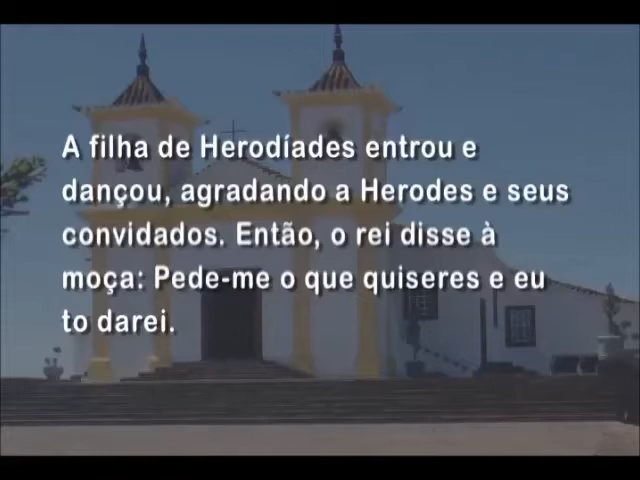 A filha de Herodíades entrou e
dançou, agradando a Herodes e seus
convidados. Então, o rei disse à
moça: Pede-me o que quiseres e eu
to darei.